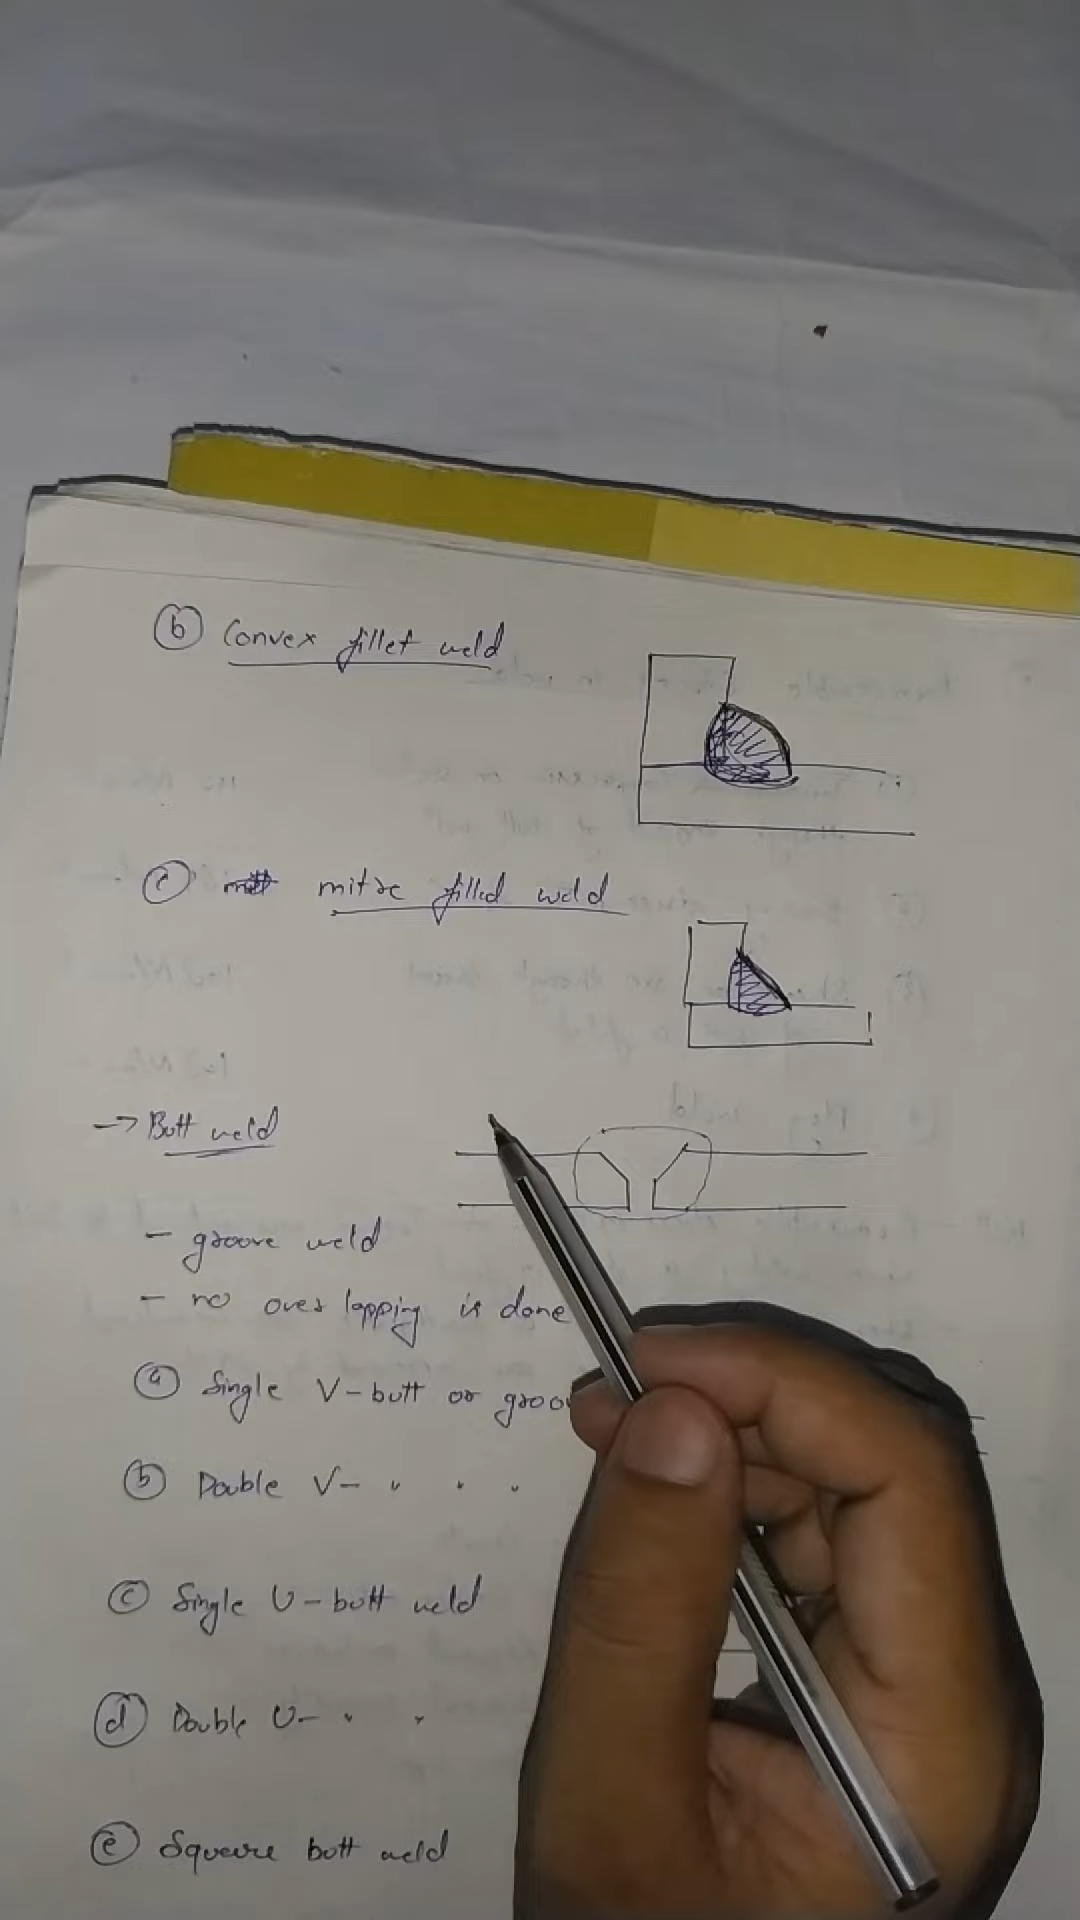 b Convex fillet weld
c mitre filled weld
→ Butt weld
- groove weld
- no over lapping is done
a Single V-butt or groov
b Double V- " " "
c Single U-butt weld
d Double U- " "
e Square butt weld